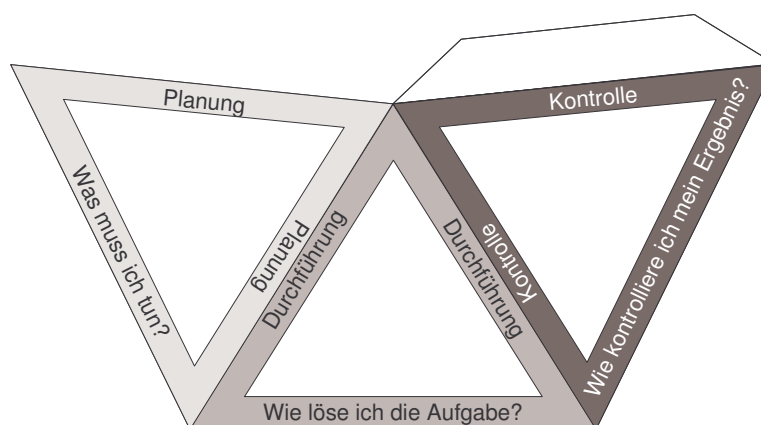 Planung
Was muss ich tun?
Planung
Durchführung
Wie löse ich die Aufgabe?
Durchführung
Kontrolle
Kontrolle
Wie kontrolliere ich mein Ergebnis?